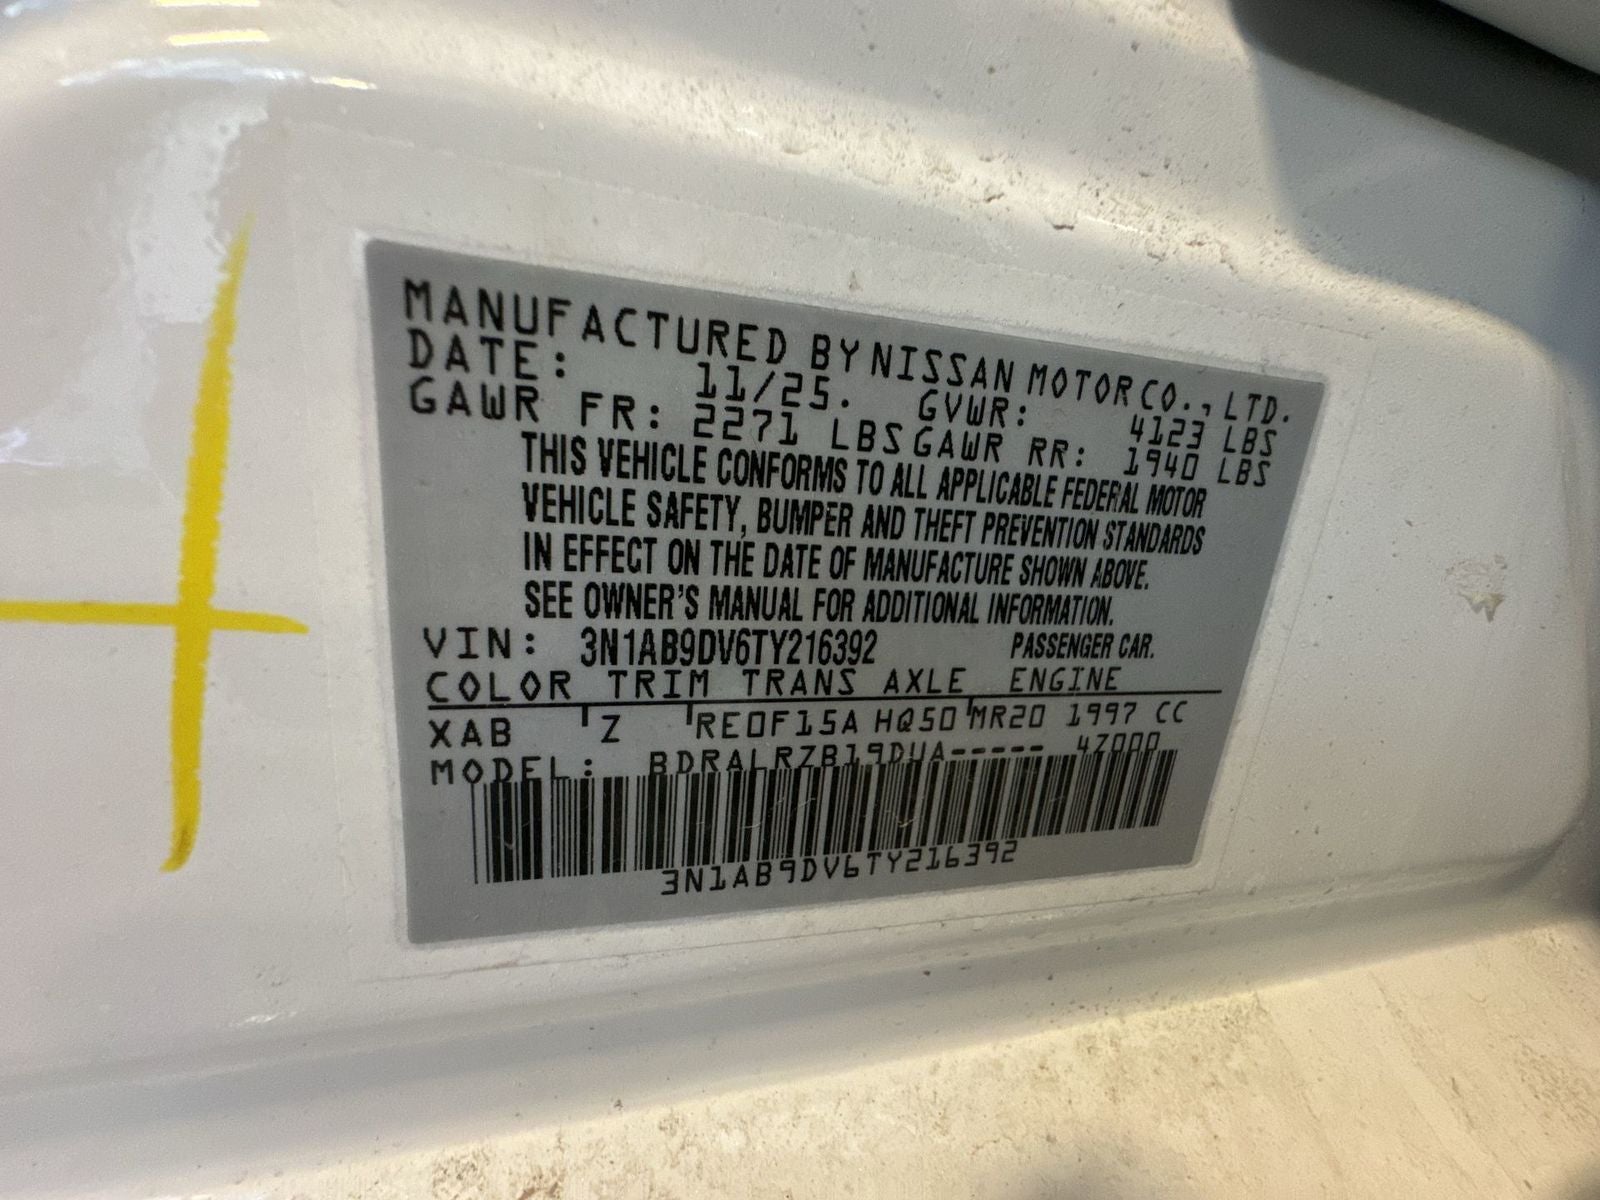 MANUFACTURED BY NISSAN MOTOR CO., LTD.
DATE: 11/25. GVWR: 4123 LBS
GAWR FR: 2271 LBS GAWR RR: 1940 LBS
THIS VEHICLE CONFORMS TO ALL APPLICABLE FEDERAL MOTOR
VEHICLE SAFETY, BUMPER AND THEFT PREVENTION STANDARDS
IN EFFECT ON THE DATE OF MANUFACTURE SHOWN ABOVE.
SEE OWNER'S MANUAL FOR ADDITIONAL INFORMATION.
VIN: 3N1AB9DV6TY216392 PASSENGER CAR.
COLOR TRIM TRANS AXLE ENGINE
XAB Z RE0F15A HQ50 MR20 1997 CC
MODEL: BDRALRZB19DUA----- 4Z000
3N1AB9DV6TY216392